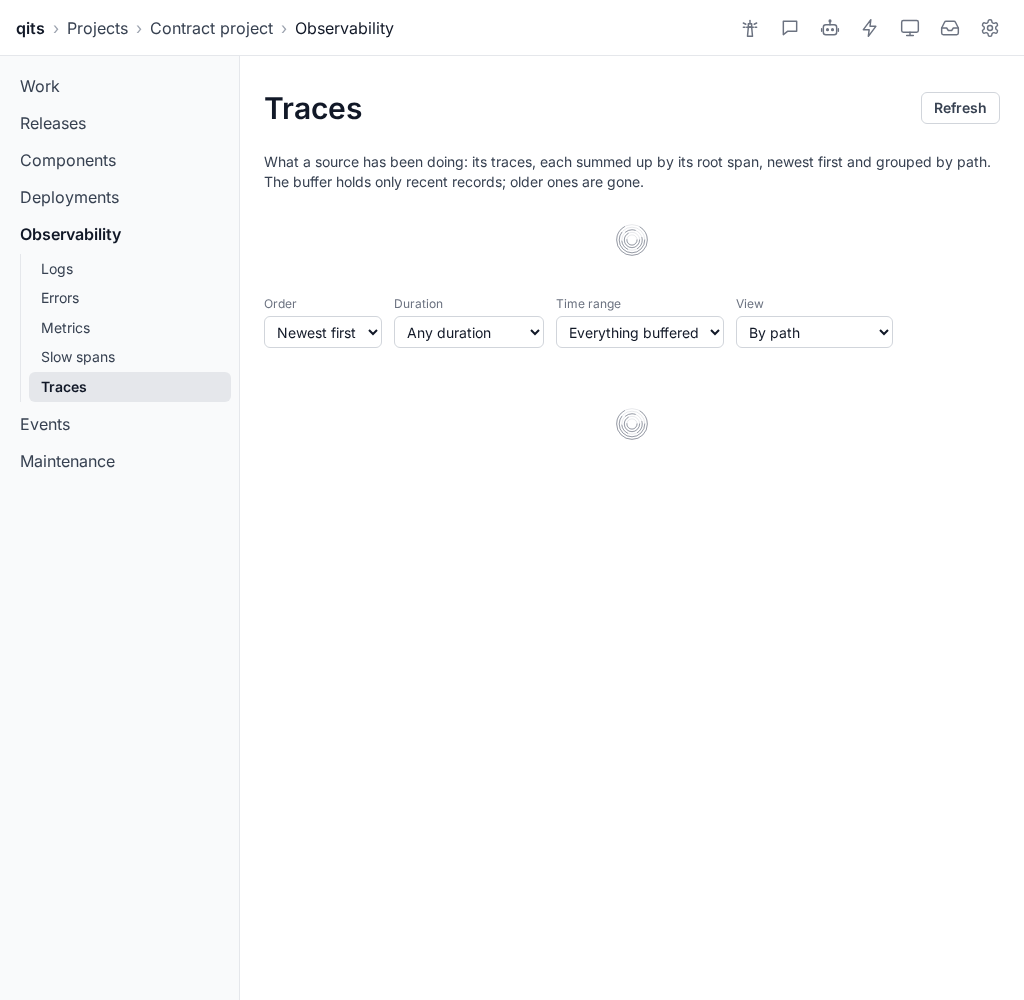 qits › Projects › Contract project › Observability
Work
Releases
Components
Deployments
Observability
Logs
Errors
Metrics
Slow spans
Traces
Events
Maintenance
Traces
Refresh
What a source has been doing: its traces, each summed up by its root span, newest first and grouped by path.
The buffer holds only recent records; older ones are gone.
Order Duration Time range View
Newest first Any duration Everything buffered By path